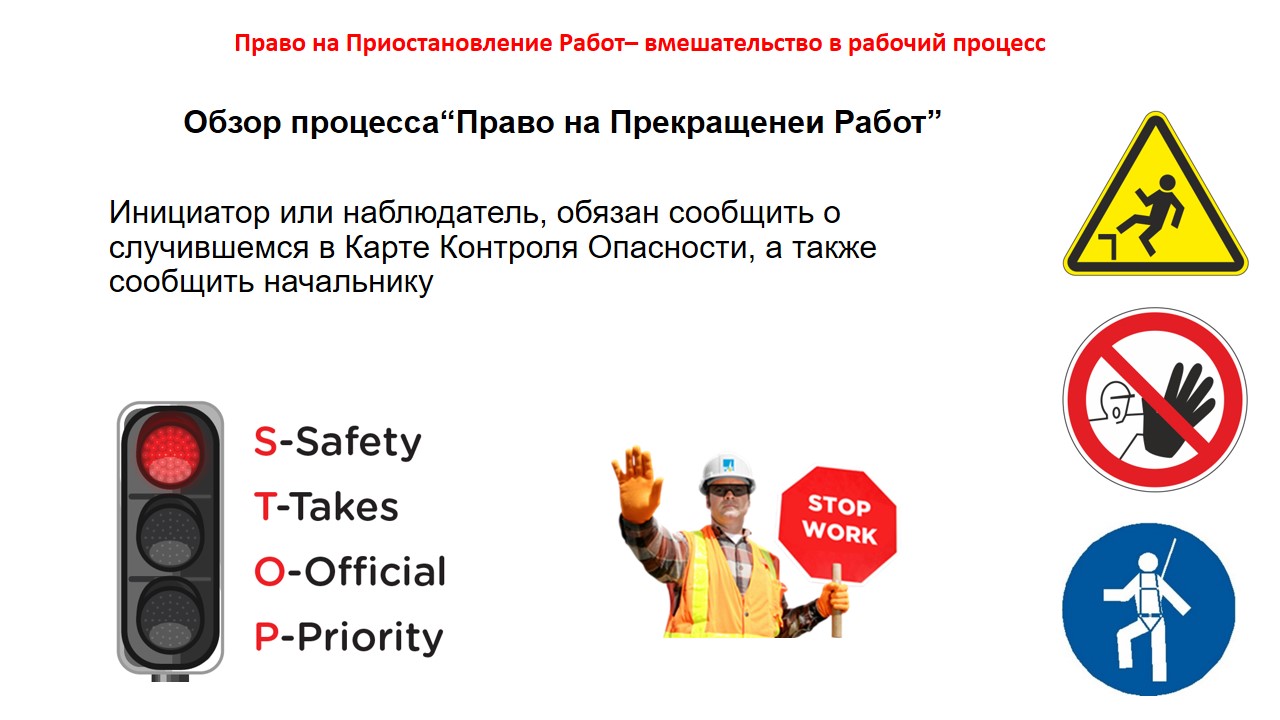 Право на Приостановление Работ– вмешательство в рабочий процесс
Обзор процесса“Право на Прекращенеи Работ”
Инициатор или наблюдатель, обязан сообщить о
случившемся в Карте Контроля Опасности, а также
сообщить начальнику
S-Safety
T-Takes
O-Official
P-Priority
STOP
WORK